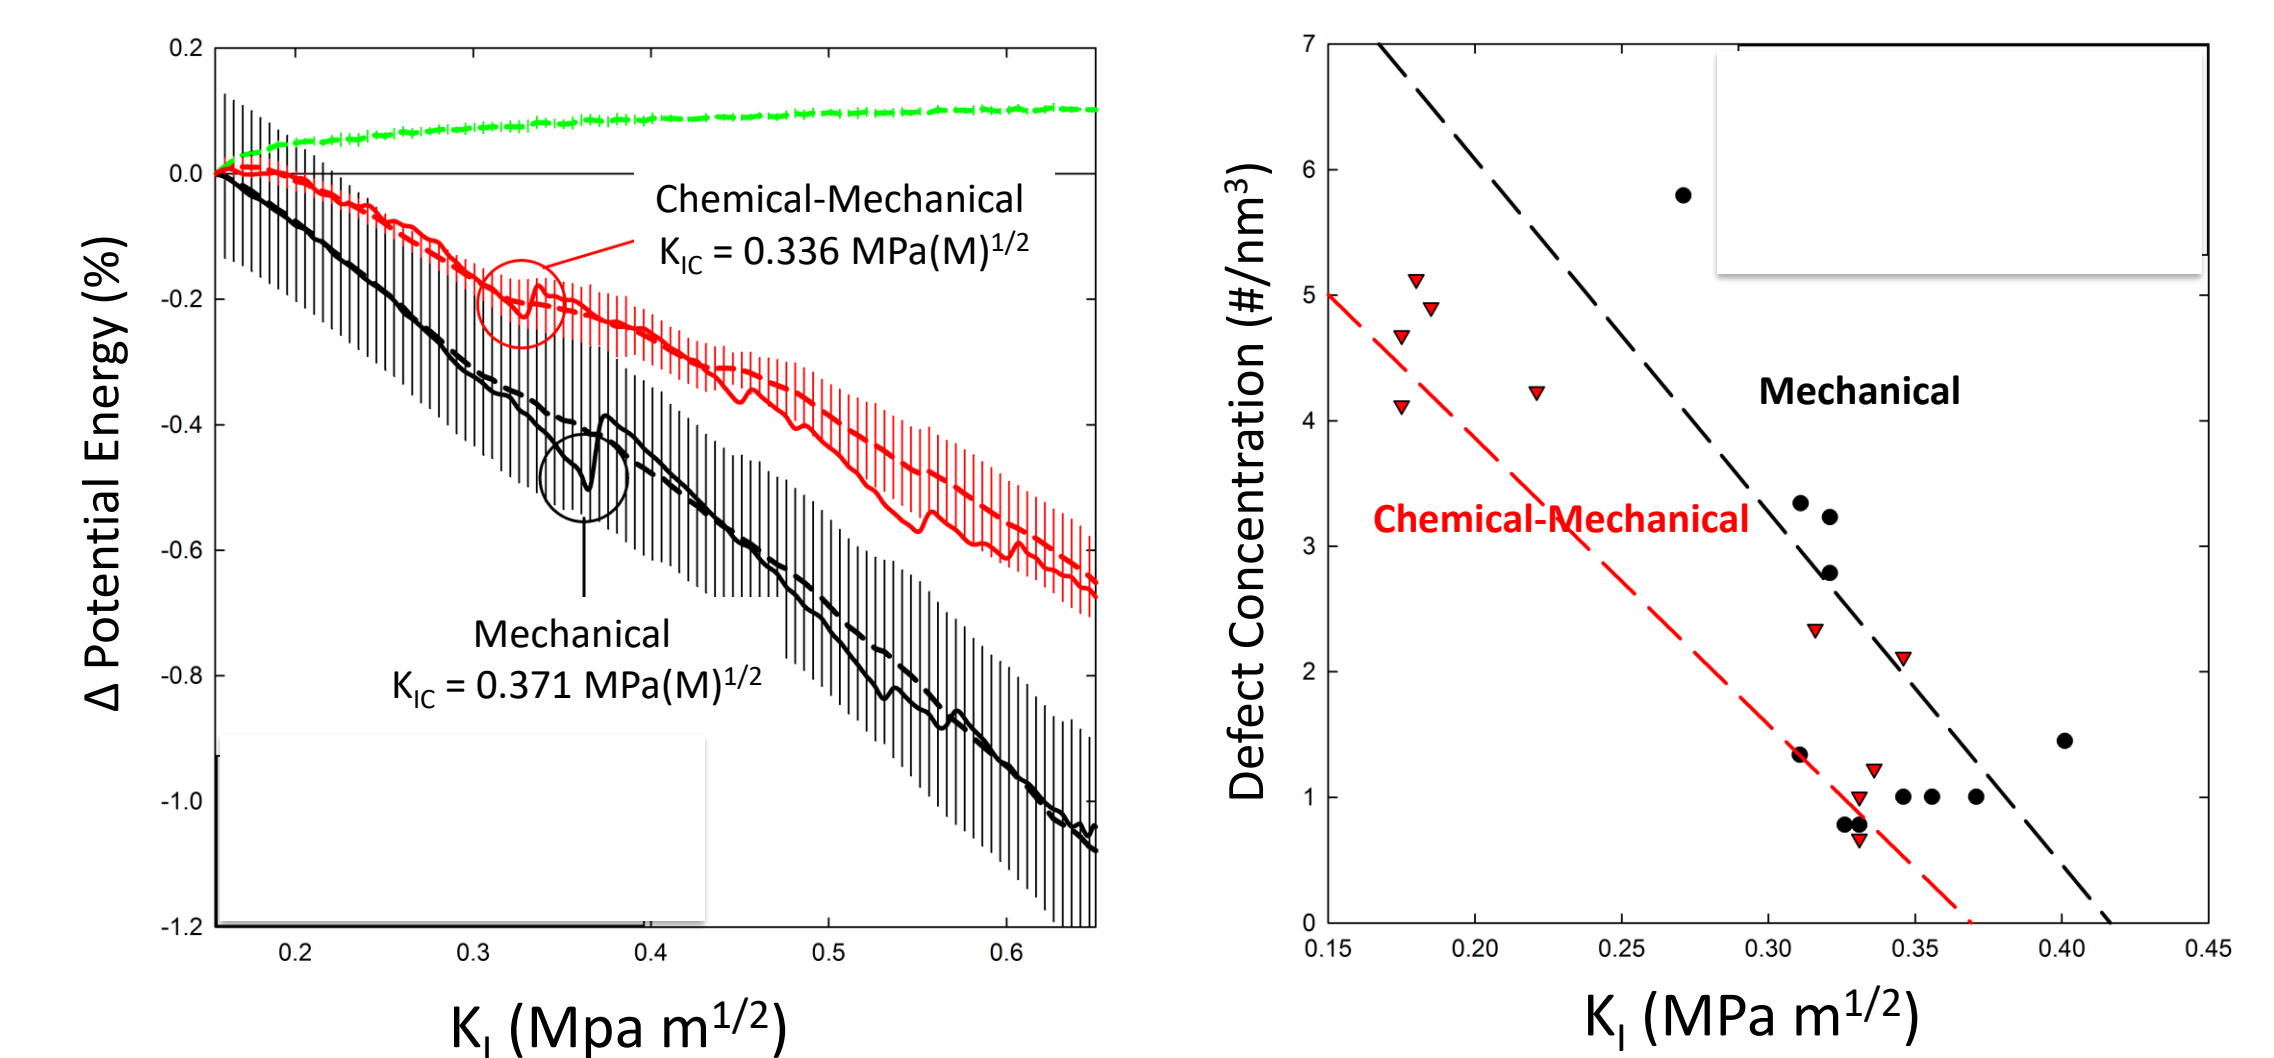 0.2
0.0
-0.2
-0.4
-0.6
-0.8
-1.0
-1.2
0.2
0.3
0.4
0.5
0.6
Δ Potential Energy (%)
K_I (Mpa m^1/2)
Chemical-Mechanical
K_IC = 0.336 MPa(M)^1/2
Mechanical
K_IC = 0.371 MPa(M)^1/2
7
6
5
4
3
2
1
0
0.15
0.20
0.25
0.30
0.35
0.40
0.45
Defect Concentration (#/nm³)
K_I (MPa m^1/2)
Mechanical
Chemical-Mechanical